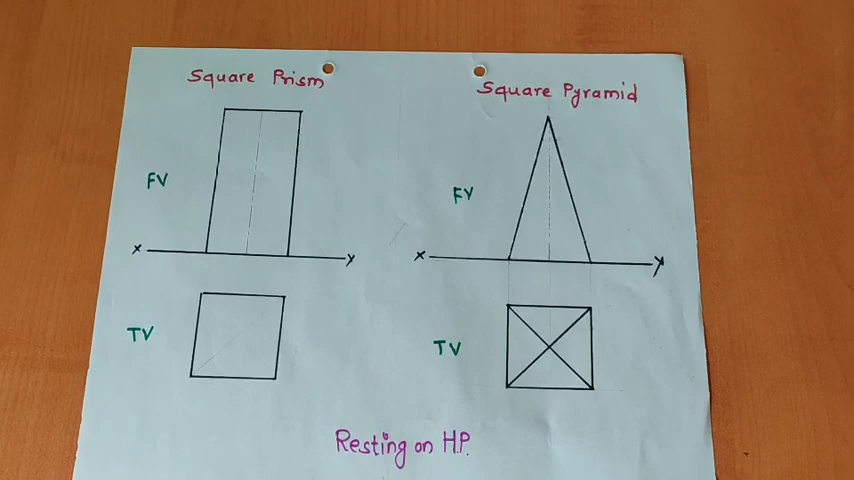 Square Prism
Square Pyramid
FV
FV
X
Y
X
Y
TV
TV
Resting on H.P.